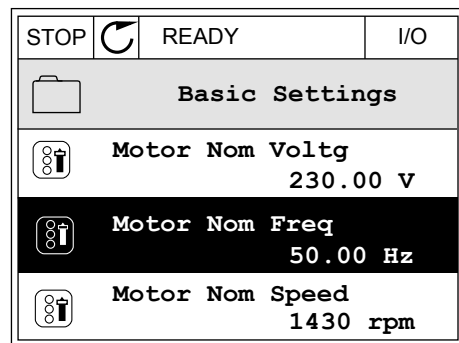 STOP READY I/O
Basic Settings
Motor Nom Voltg
230.00 V
Motor Nom Freq
50.00 Hz
Motor Nom Speed
1430 rpm